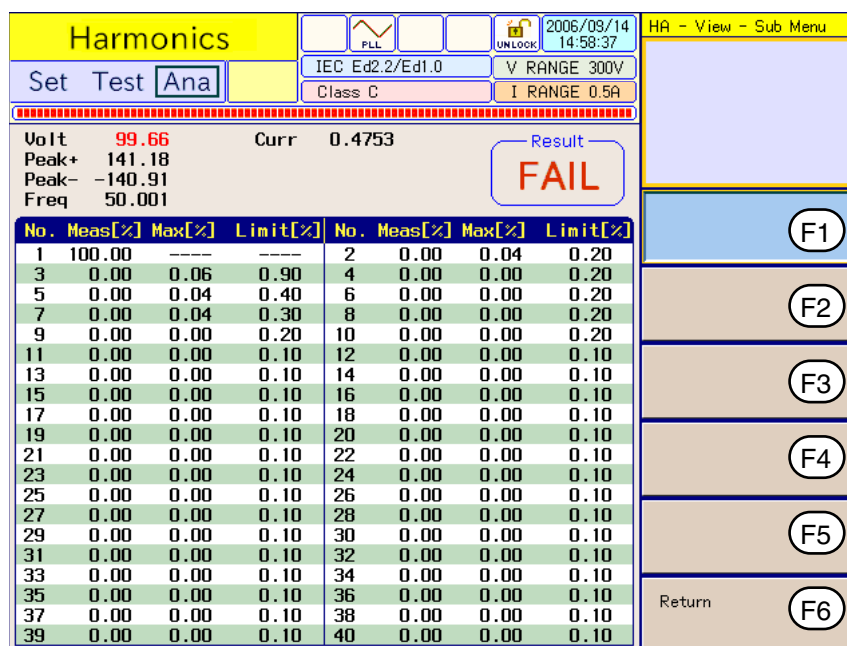 Harmonics
PLL
UNLOCK
2006/09/14
14:58:37
HA - View - Sub Menu
Set Test Ana
IEC Ed2.2/Ed1.0
V RANGE 300V
Class C
I RANGE 0.5A
Volt 99.66 Curr 0.4753
Peak+ 141.18
Peak- -140.91
Freq 50.001
Result
FAIL
No. Meas[%] Max[%] Limit[%] No. Meas[%] Max[%] Limit[%]
1 100.00 ---- ---- 2 0.00 0.04 0.20
3 0.00 0.06 0.90 4 0.00 0.00 0.20
5 0.00 0.04 0.40 6 0.00 0.00 0.20
7 0.00 0.04 0.30 8 0.00 0.00 0.20
9 0.00 0.00 0.20 10 0.00 0.00 0.20
11 0.00 0.00 0.10 12 0.00 0.00 0.10
13 0.00 0.00 0.10 14 0.00 0.00 0.10
15 0.00 0.00 0.10 16 0.00 0.00 0.10
17 0.00 0.00 0.10 18 0.00 0.00 0.10
19 0.00 0.00 0.10 20 0.00 0.00 0.10
21 0.00 0.00 0.10 22 0.00 0.00 0.10
23 0.00 0.00 0.10 24 0.00 0.00 0.10
25 0.00 0.00 0.10 26 0.00 0.00 0.10
27 0.00 0.00 0.10 28 0.00 0.00 0.10
29 0.00 0.00 0.10 30 0.00 0.00 0.10
31 0.00 0.00 0.10 32 0.00 0.00 0.10
33 0.00 0.00 0.10 34 0.00 0.00 0.10
35 0.00 0.00 0.10 36 0.00 0.00 0.10
37 0.00 0.00 0.10 38 0.00 0.00 0.10
39 0.00 0.00 0.10 40 0.00 0.00 0.10
F1
F2
F3
F4
F5
Return F6